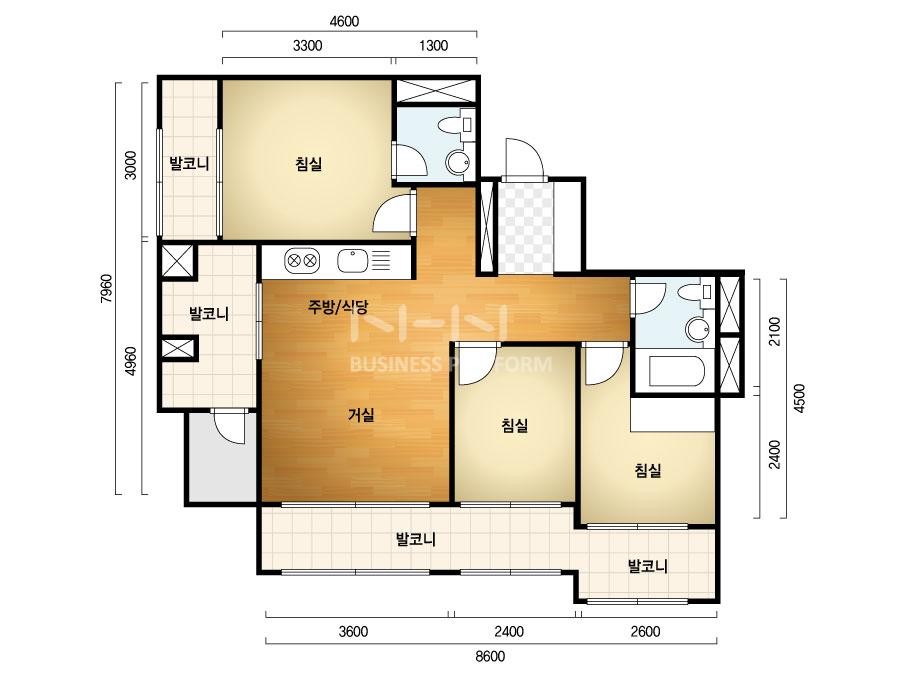 4600
3300
1300
3000
7960
4960
발코니
침실
발코니
주방/식당
NHN
BUSINESS PLATFORM
거실
침실
침실
2100
4500
2400
발코니
발코니
3600
2400
2600
8600